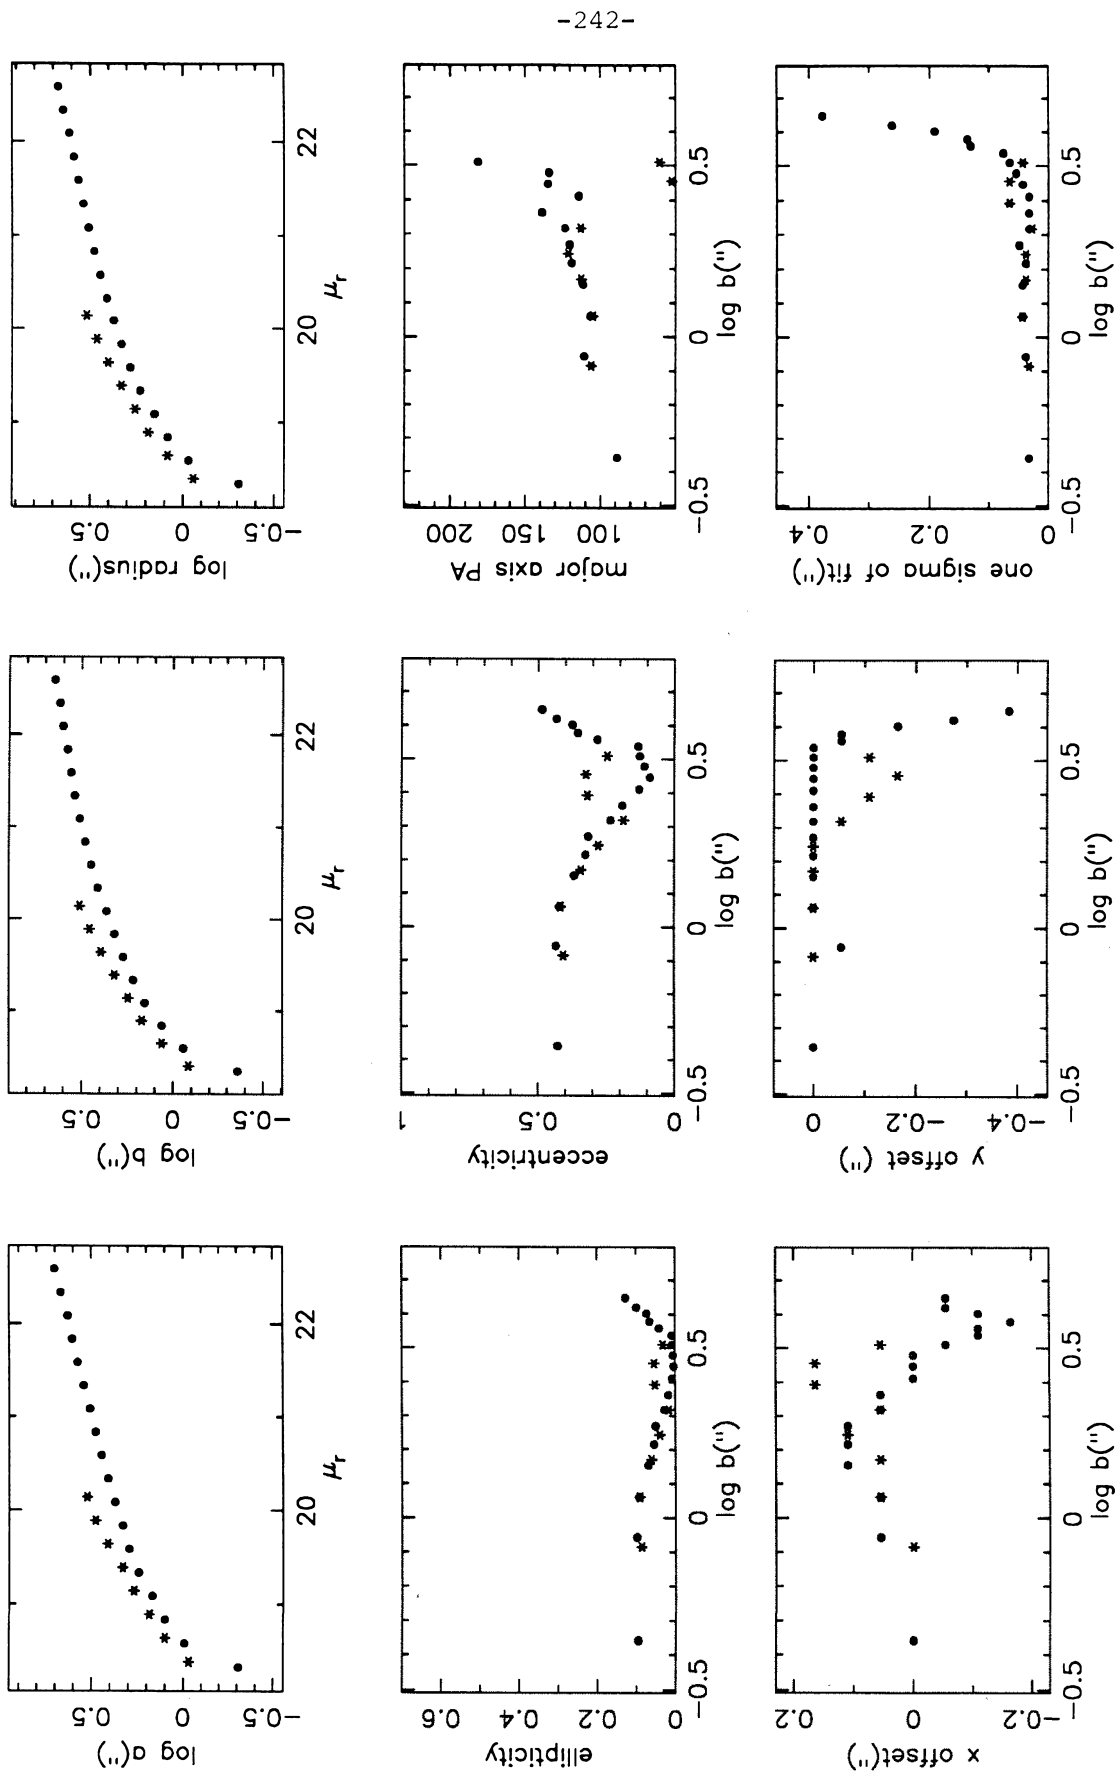 -242-
log radius(")
0.5
0
-0.5
20
22
μr
major axis PA
200
150
100
-0.5
0
0.5
log b(")
one sigma of fit(")
0.4
0.2
0
-0.5
0
0.5
log b(")
log b(")
0.5
0
-0.5
20
22
μr
eccentricity
1
0.5
0
-0.5
0
0.5
log b(")
y offset (")
0
-0.2
-0.4
-0.5
0
0.5
log b(")
log a(")
0.5
0
-0.5
20
22
μr
ellipticity
0.6
0.4
0.2
0
-0.5
0
0.5
log b(")
x offset(")
0.2
0
-0.2
-0.5
0
0.5
log b(")